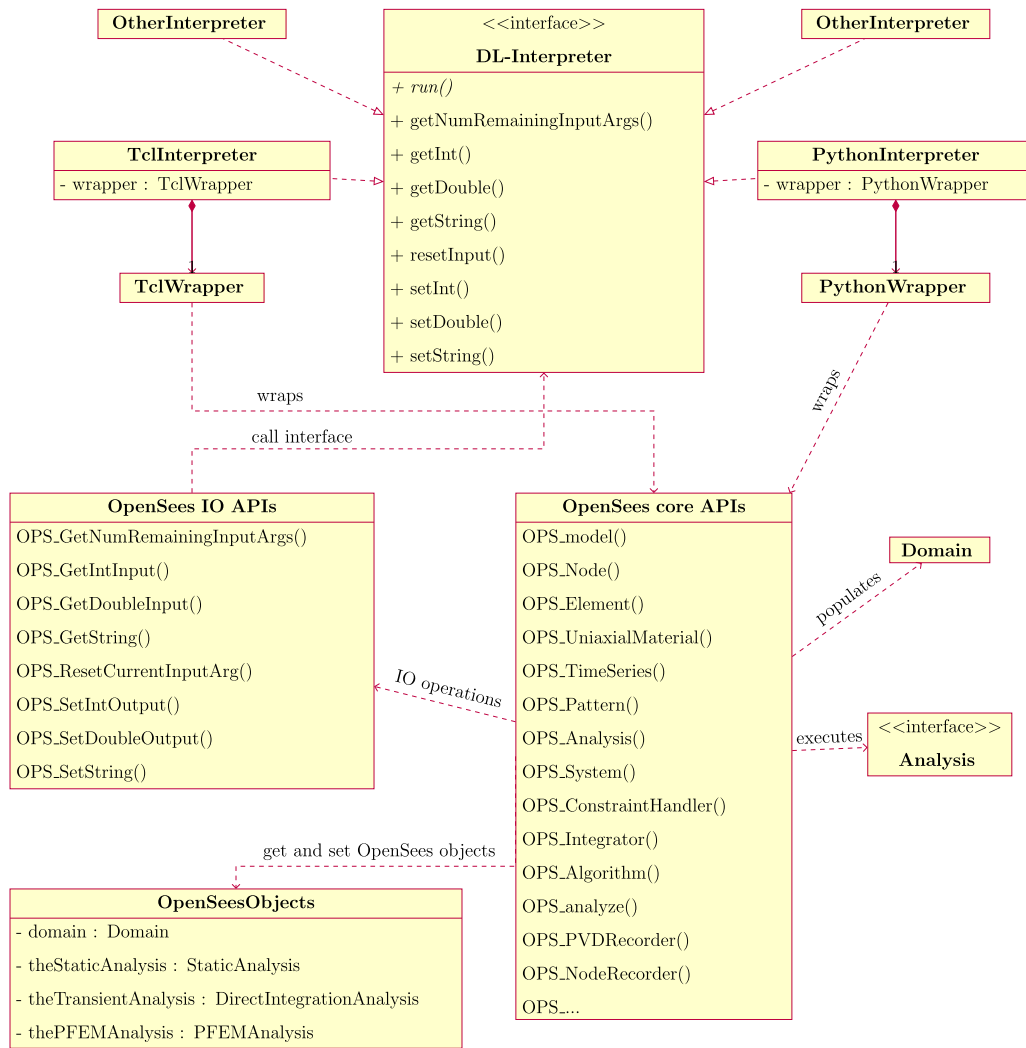 OtherInterpreter
<<interface>>
DL-Interpreter
+ run()
+ getNumRemainingInputArgs()
+ getInt()
+ getDouble()
+ getString()
+ resetInput()
+ setInt()
+ setDouble()
+ setString()
OtherInterpreter
TclInterpreter
- wrapper : TclWrapper
PythonInterpreter
- wrapper : PythonWrapper
1
TclWrapper
1
PythonWrapper
wraps
wraps
call interface
OpenSees IO APIs
OPS_GetNumRemainingInputArgs()
OPS_GetIntInput()
OPS_GetDoubleInput()
OPS_GetString()
OPS_ResetCurrentInputArg()
OPS_SetIntOutput()
OPS_SetDoubleOutput()
OPS_SetString()
OpenSees core APIs
OPS_model()
OPS_Node()
OPS_Element()
OPS_UniaxialMaterial()
OPS_TimeSeries()
OPS_Pattern()
OPS_Analysis()
OPS_System()
OPS_ConstraintHandler()
OPS_Integrator()
OPS_Algorithm()
OPS_analyze()
OPS_PVDRecorder()
OPS_NodeRecorder()
OPS_...
Domain
populates
IO operations
executes
<<interface>>
Analysis
get and set OpenSees objects
OpenSeesObjects
- domain : Domain
- theStaticAnalysis : StaticAnalysis
- theTransientAnalysis : DirectIntegrationAnalysis
- thePFEMAnalysis : PFEMAnalysis